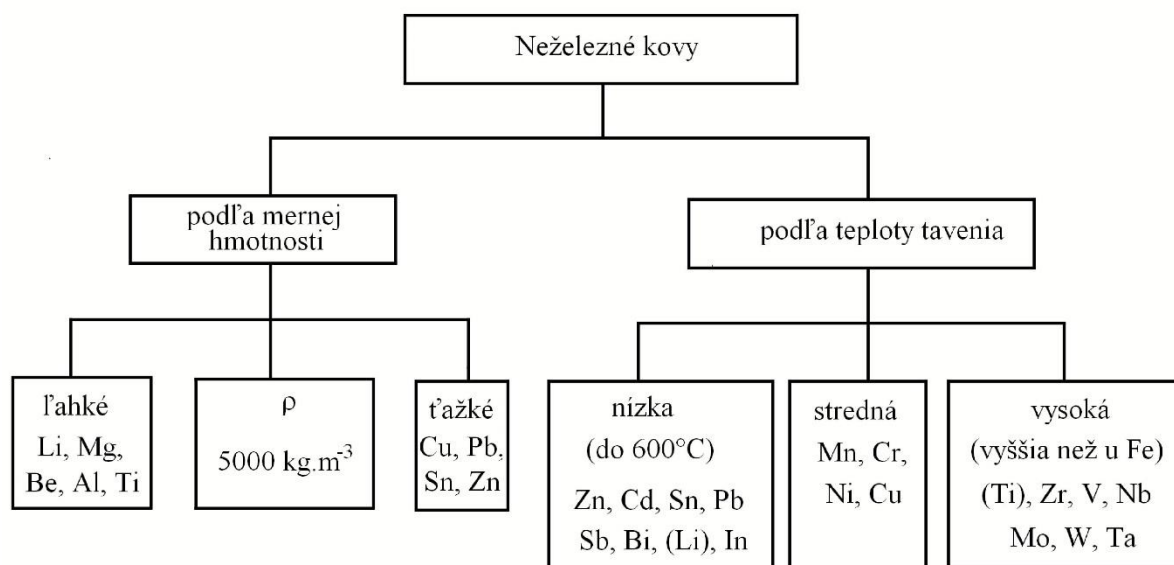 Neželezné kovy
podľa mernej
hmotnosti
podľa teploty tavenia
ľahké
Li, Mg,
Be, Al, Ti
ρ
5000 kg.m⁻³
ťažké
Cu, Pb,
Sn, Zn
nízka
(do 600°C)
Zn, Cd, Sn, Pb
Sb, Bi, (Li), In
stredná
Mn, Cr,
Ni, Cu
vysoká
(vyššia než u Fe)
(Ti), Zr, V, Nb
Mo, W, Ta